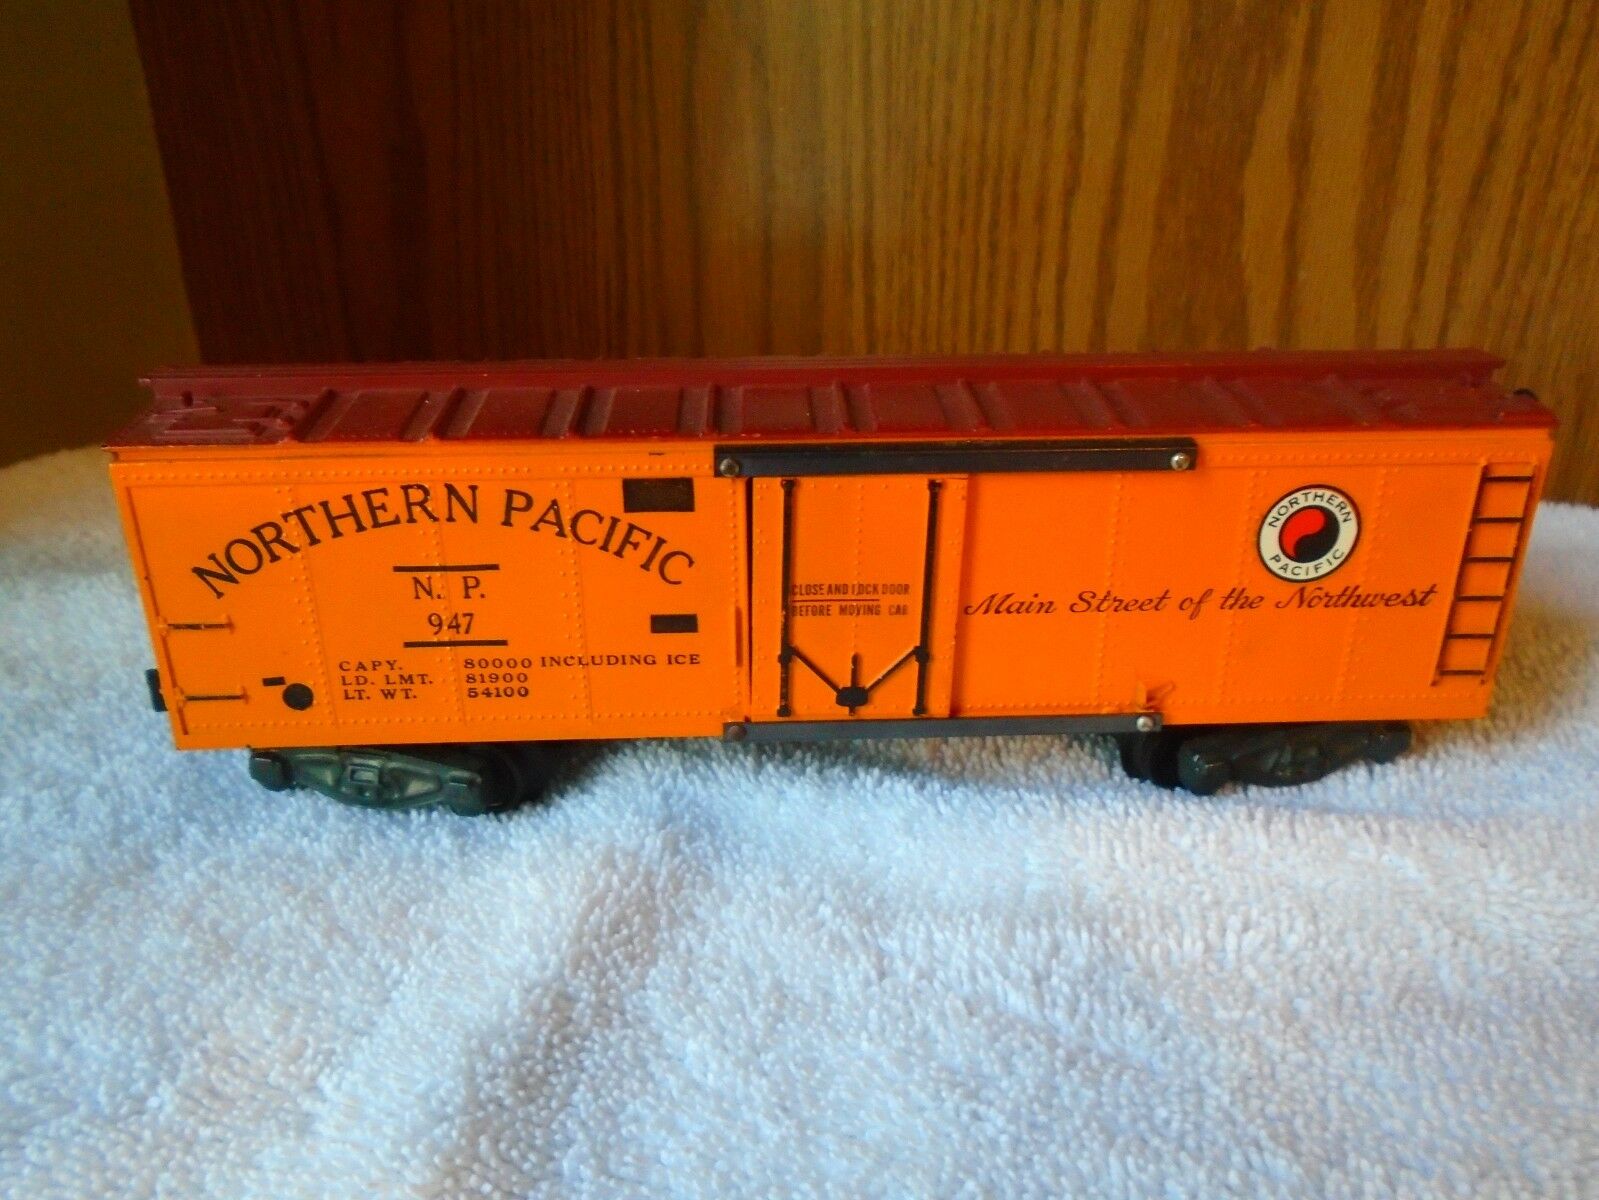 NORTHERN PACIFIC
N. P.
947
CAPY. 80000 INCLUDING ICE
LD. LMT. 81900
LT. WT. 54100
CLOSE AND LOCK DOOR
BEFORE MOVING CAR
NORTHERN
PACIFIC
Main Street of the Northwest